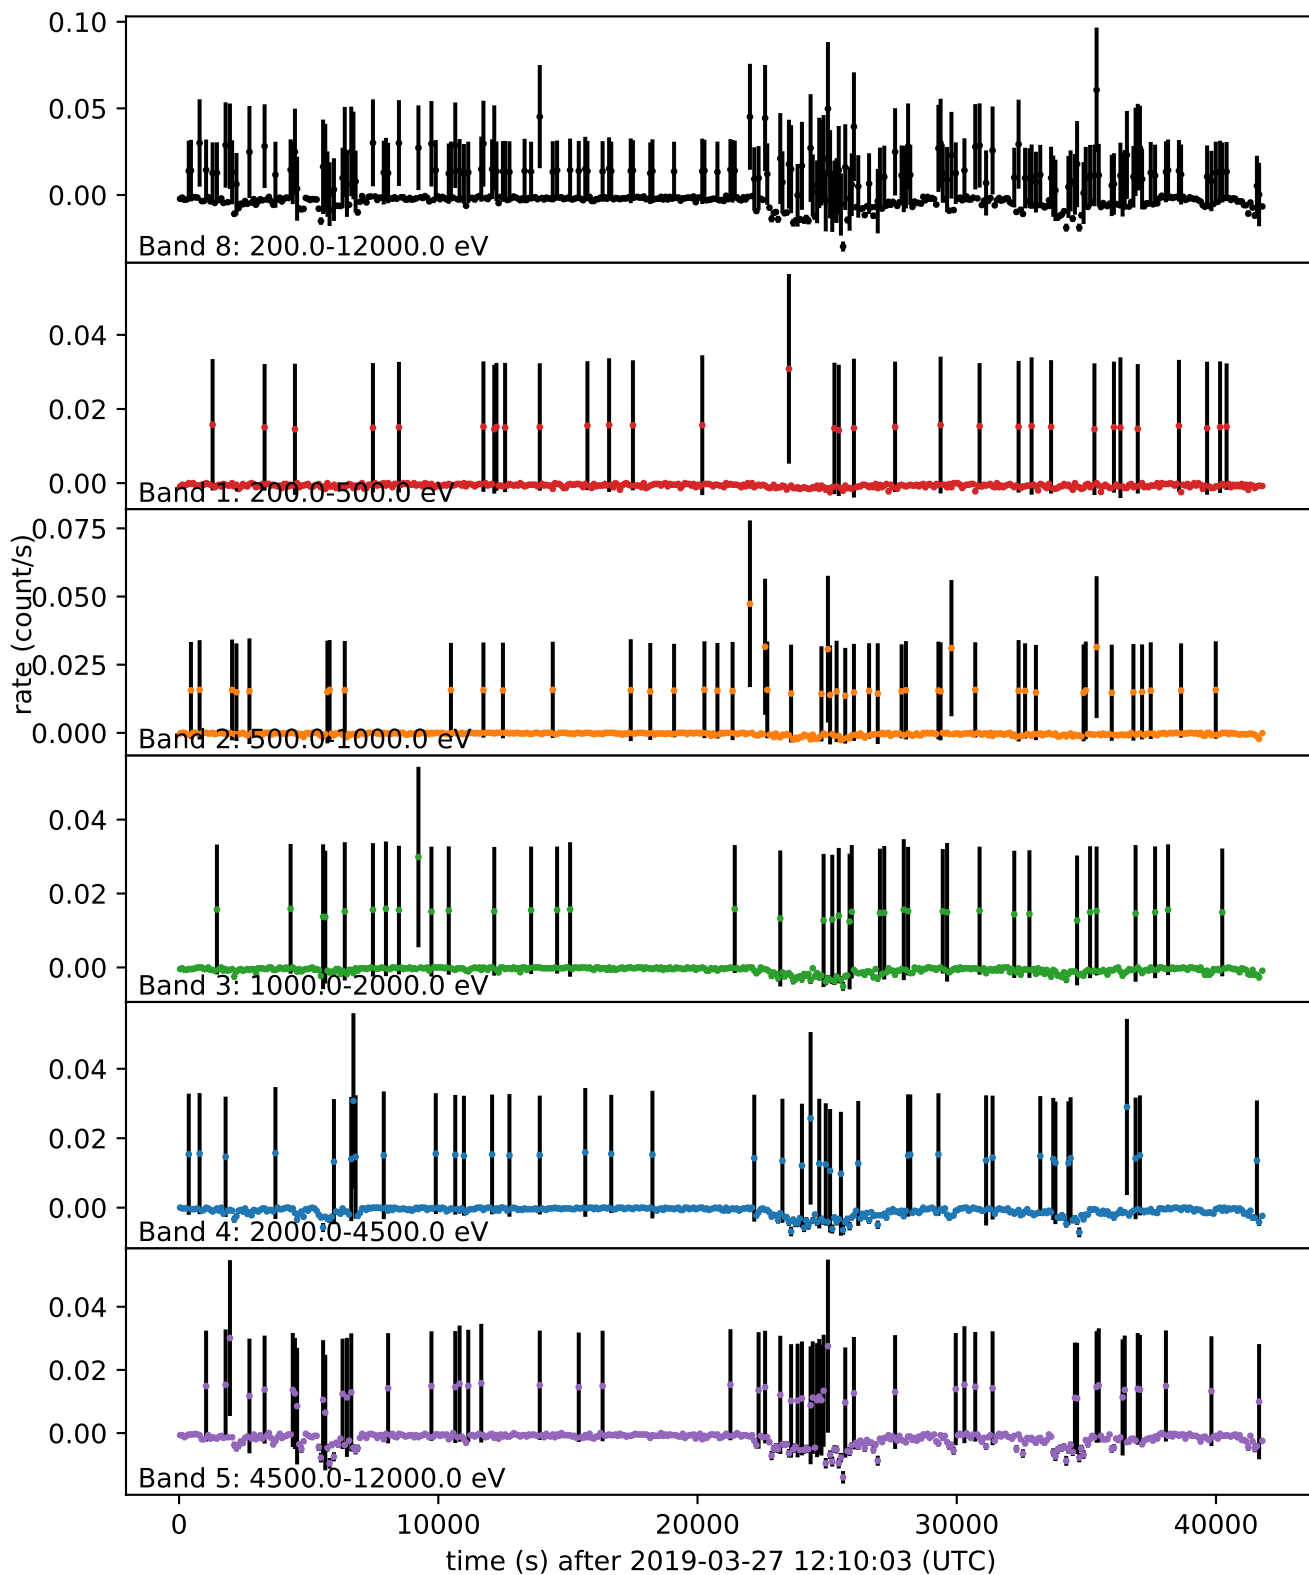 0.10
0.05
0.00
Band 8: 200.0-12000.0 eV
0.04
0.02
0.00
Band 1: 200.0-500.0 eV
rate (count/s)
0.075
0.050
0.025
0.000
Band 2: 500.0-1000.0 eV
0.04
0.02
0.00
Band 3: 1000.0-2000.0 eV
0.04
0.02
0.00
Band 4: 2000.0-4500.0 eV
0.04
0.02
0.00
Band 5: 4500.0-12000.0 eV
0 10000 20000 30000 40000
time (s) after 2019-03-27 12:10:03 (UTC)